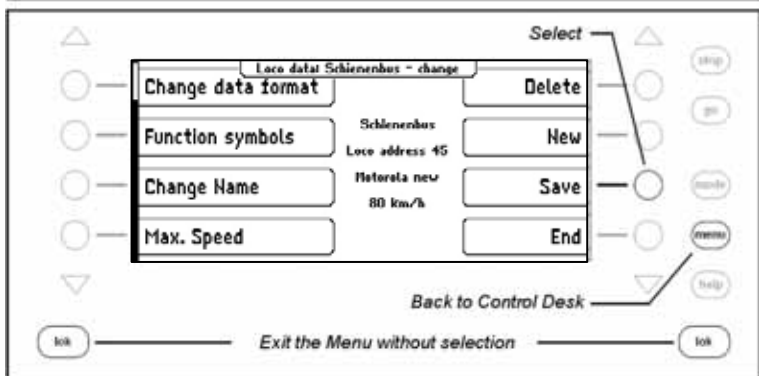 Select
Loco data: Schienenbus - change
Change data format
Delete
stop
go
Function symbols
Schienenbus
New
Loco address 45
Change Name
Motorola new
Save
mode
80 km/h
Max. Speed
End
menu
help
Back to Control Desk
lok
Exit the Menu without selection
lok